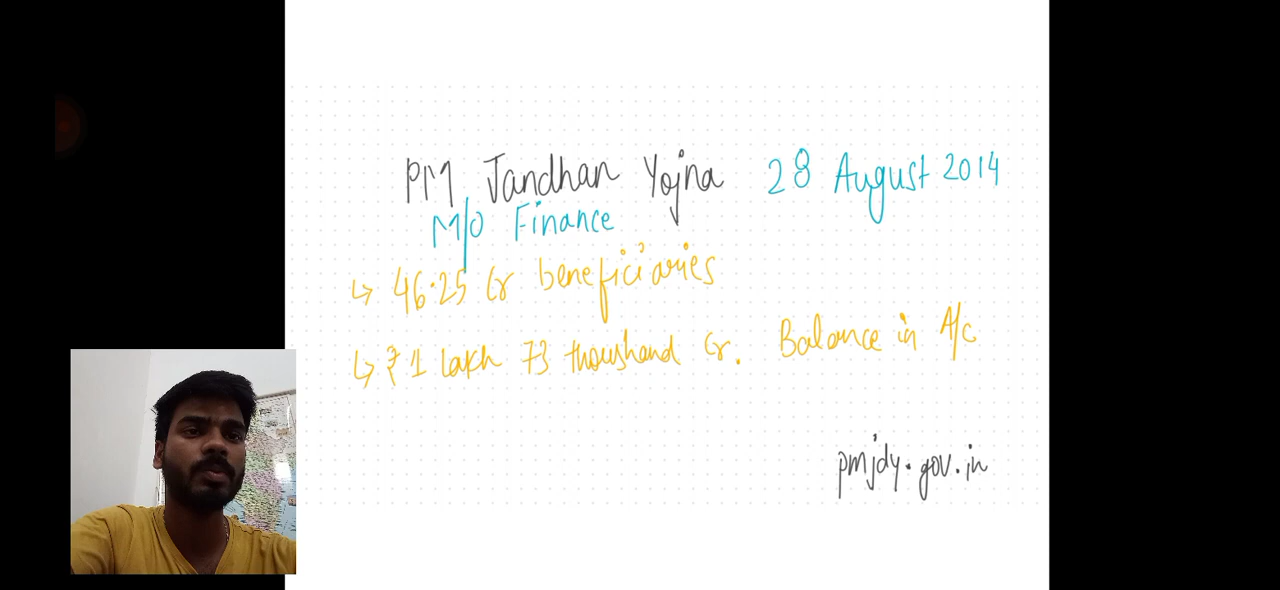 PM Jandhan Yojna 28 August 2014
M/O Finance
↳ 46.25 Cr beneficiaries
↳ ₹1 lakh 73 thoushand Cr. Balance in A/c
pmjdy.gov.in